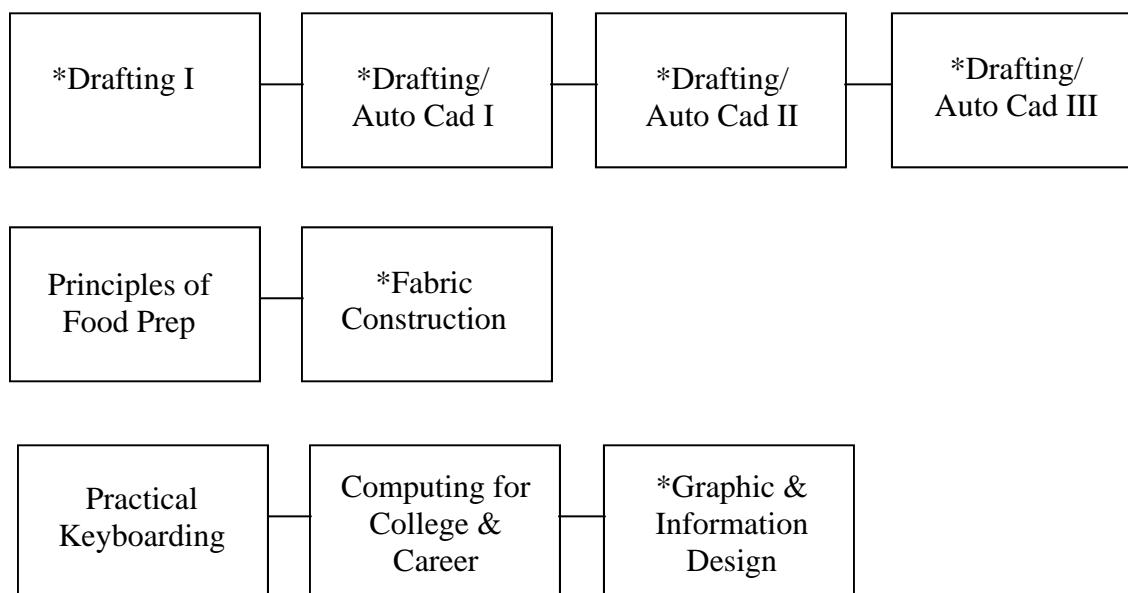 *Drafting I
*Drafting/
Auto Cad I
*Drafting/
Auto Cad II
*Drafting/
Auto Cad III
Principles of
Food Prep
*Fabric
Construction
Practical
Keyboarding
Computing for
College &
Career
*Graphic &
Information
Design